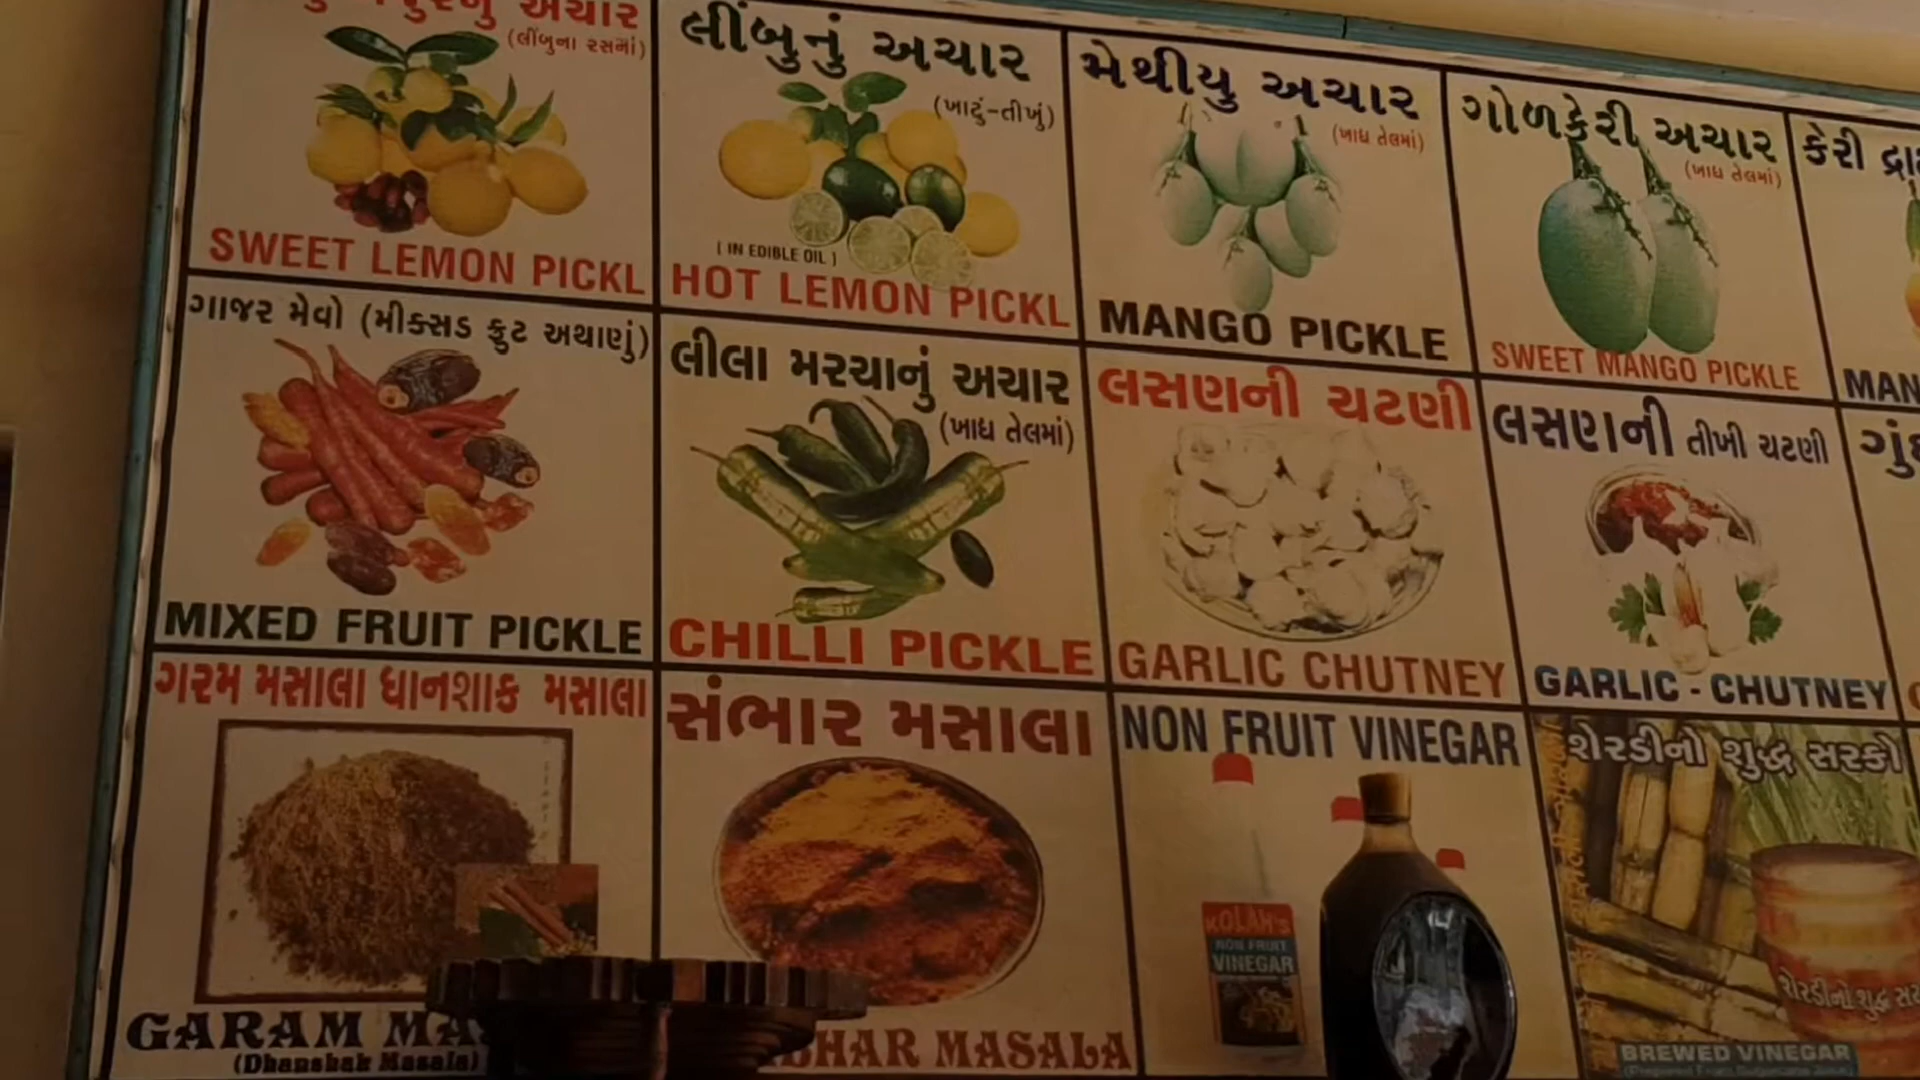 અચાર
(લીંબુના રસમાં)
SWEET LEMON PICKL
લીંબુનું અચાર
(ખાટું-તીખું)
( IN EDIBLE OIL )
HOT LEMON PICKL
મેથીયુ અચાર
(ખાદ્ય તેલમાં)
MANGO PICKLE
ગોળકેરી અચાર
(ખાદ્ય તેલમાં)
SWEET MANGO PICKLE
કેરી
MAN
ગાજર મેવો (મીક્સડ ફ્રુટ અથાણું)
MIXED FRUIT PICKLE
લીલા મરચાનું અચાર
(ખાદ્ય તેલમાં)
CHILLI PICKLE
લસણની ચટણી
GARLIC CHUTNEY
લસણની તીખી ચટણી
GARLIC - CHUTNEY
ગરમ મસાલા ધાનશાક મસાલા
GARAM MA
(Dhanshak Masala)
સંભાર મસાલા
BHAR MASALA
NON FRUIT VINEGAR
KOLAH'S
NON FRUIT
VINEGAR
શેરડીનો શુદ્ધ સરકો
શેરડીનો શુદ્ધ સર
BREWED VINEGAR